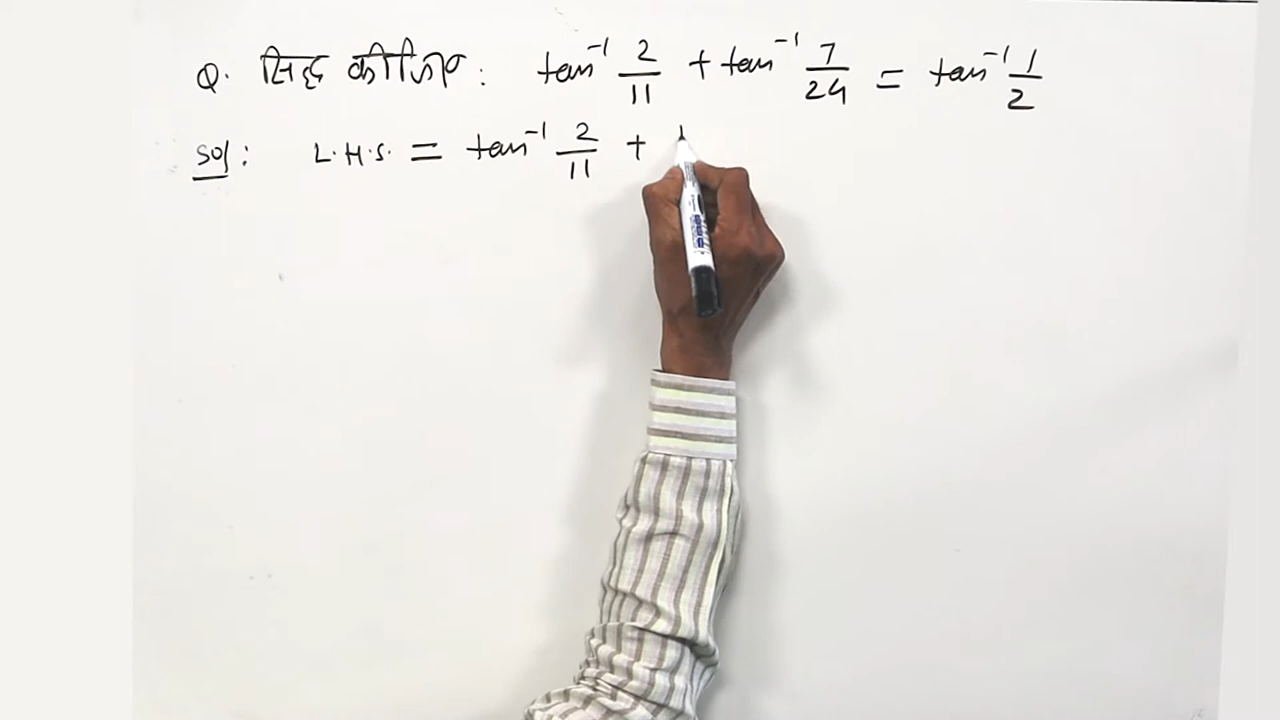 Q. सिद्ध कीजिए : tan⁻¹ 2/11 + tan⁻¹ 7/24 = tan⁻¹ 1/2
Sol : L.H.S. = tan⁻¹ 2/11 +